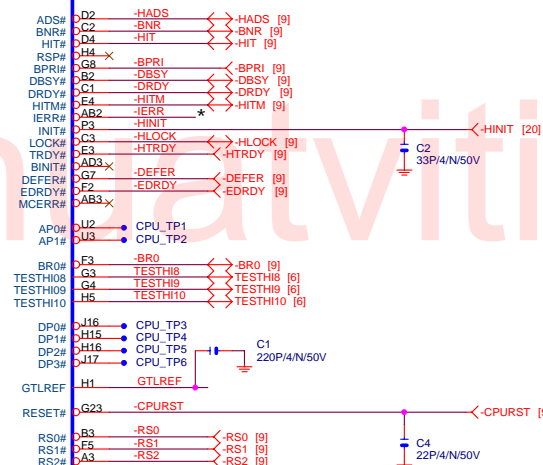 ADS# D2 -HADS -HADS [9]
BNR# C2 -BNR -BNR [9]
HIT# D4 -HIT -HIT [9]
RSP# H4
BPRI# G8 -BPRI -BPRI [9]
DBSY# B2 -DBSY -DBSY [9]
DRDY# C1 -DRDY -DRDY [9]
HITM# E4 -HITM -HITM [9]
IERR# AB2 -IERR *
INIT# P3 -HINIT -HINIT [20]
LOCK# C3 -HLOCK -HLOCK [9]
TRDY# E3 -HTRDY -HTRDY [9]
C2
33P/4/N/50V
BINIT# AD3
DEFER# G7 -DEFER -DEFER [9]
EDRDY# F2 -EDRDY -EDRDY [9]
MCERR# AB3
AP0# U2 CPU_TP1
AP1# U3 CPU_TP2
BR0# F3 -BR0 -BR0 [9]
TESTHI08 G3 TESTHI8 TESTHI8 [6]
TESTHI09 G4 TESTHI9 TESTHI9 [6]
TESTHI10 H5 TESTHI10 TESTHI10 [6]
DP0# J16 CPU_TP3
DP1# H15 CPU_TP4
DP2# H16 CPU_TP5
DP3# J17 CPU_TP6
C1
220P/4/N/50V
GTLREF H1 GTLREF
RESET# G23 -CPURST -CPURST
RS0# B3 -RS0 -RS0 [9]
RS1# F5 -RS1 -RS1 [9]
RS2# A3 -RS2 -RS2 [9]
C4
22P/4/N/50V